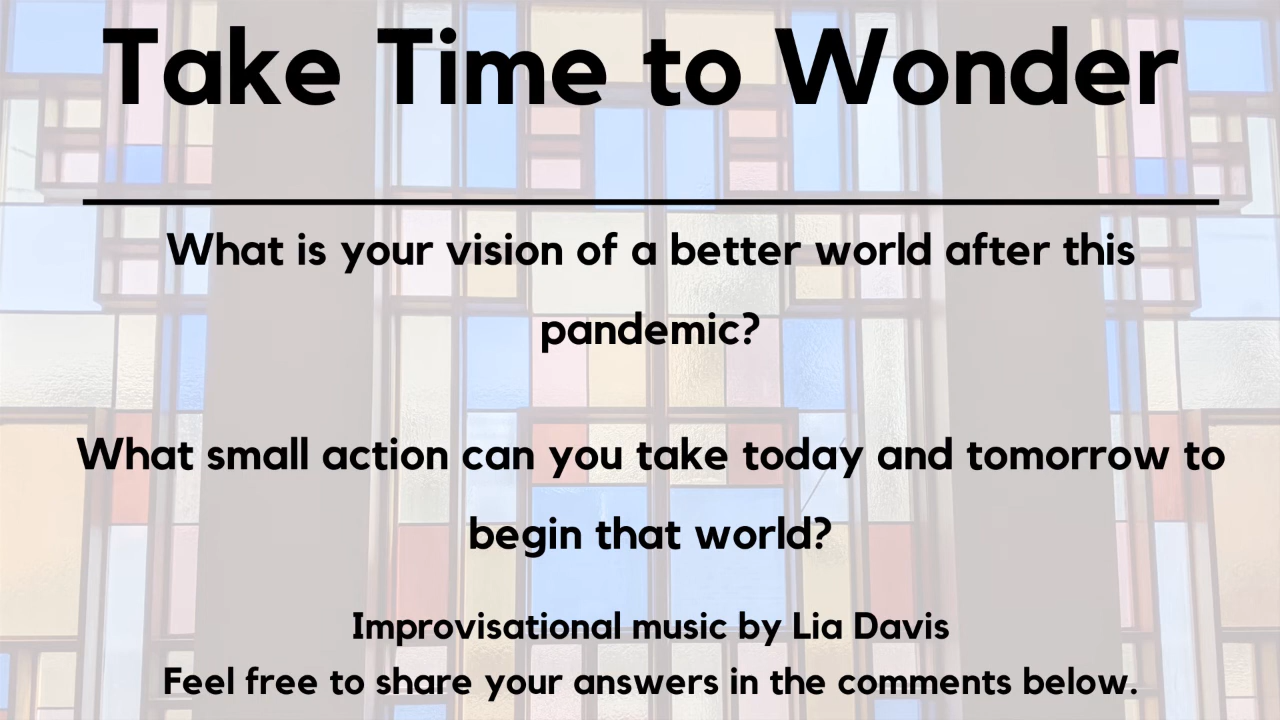 Take Time to Wonder
What is your vision of a better world after this
pandemic?
What small action can you take today and tomorrow to
begin that world?
Improvisational music by Lia Davis
Feel free to share your answers in the comments below.